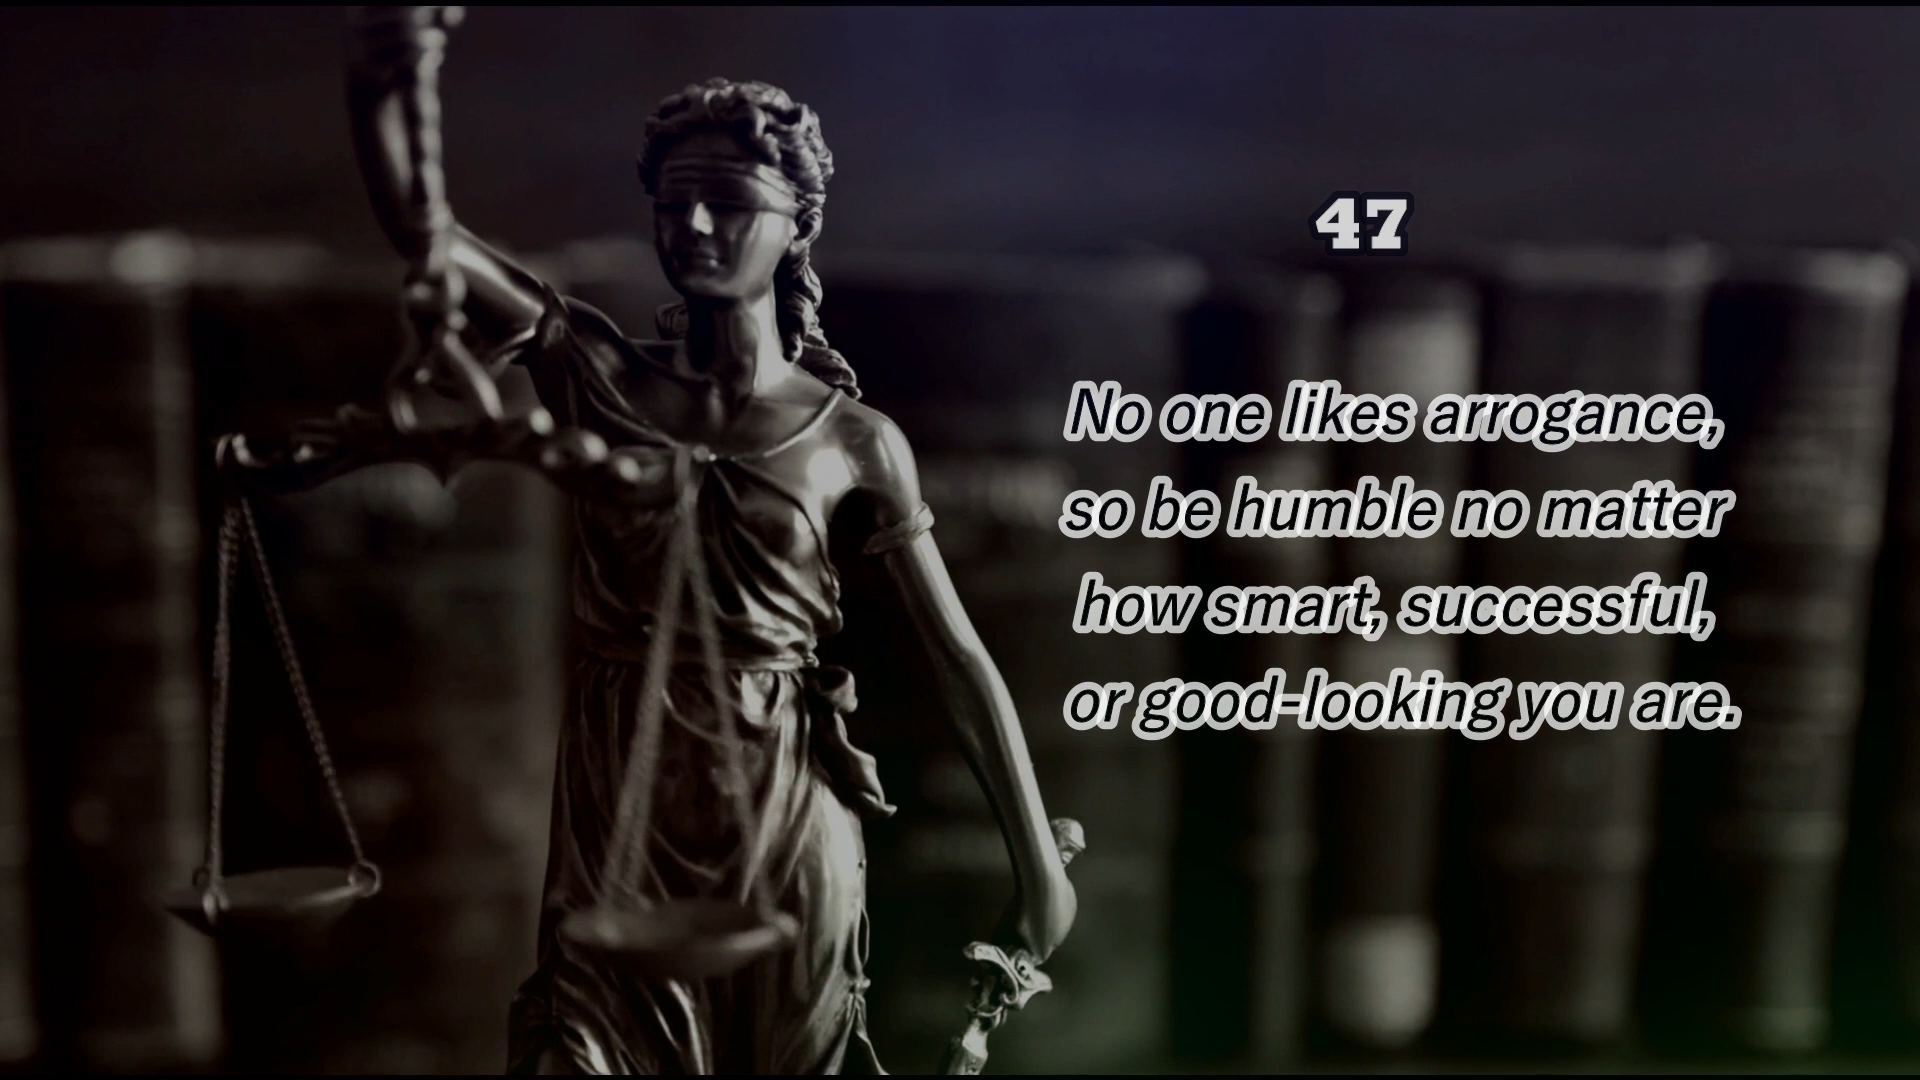 47
No one likes arrogance,
so be humble no matter
how smart, successful,
or good-looking you are.